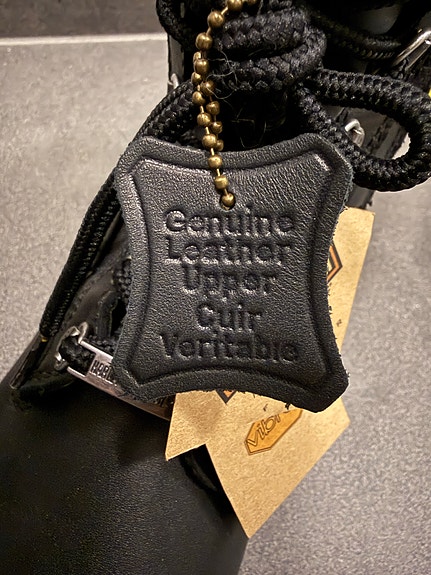 Genuine
Leather
Upper
Cuir
Veritable